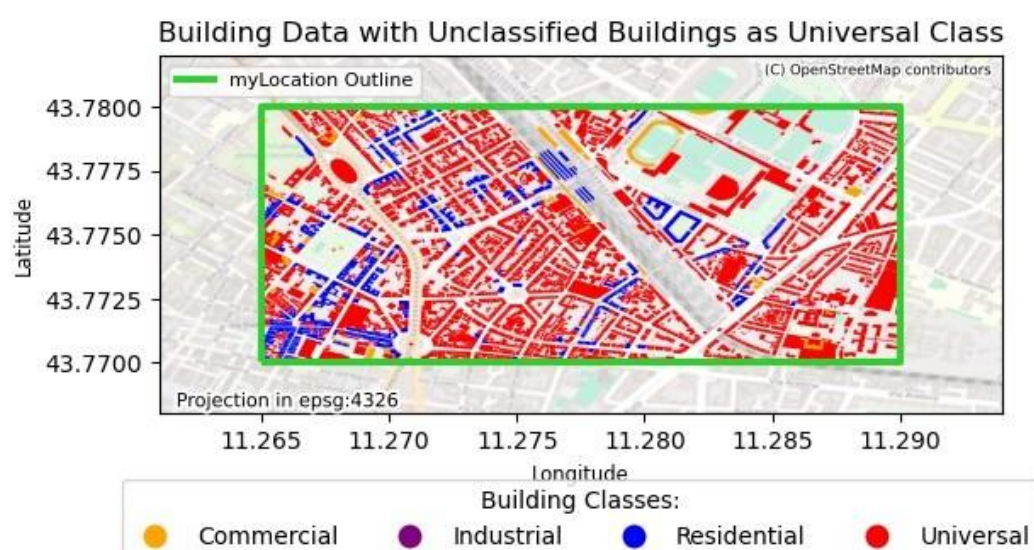 Building Data with Unclassified Buildings as Universal Class
myLocation Outline
(C) OpenStreetMap contributors
43.7800
43.7775
43.7750
43.7725
43.7700
Latitude
Projection in epsg:4326
11.265 11.270 11.275 11.280 11.285 11.290
Longitude
Building Classes:
Commercial Industrial Residential Universal